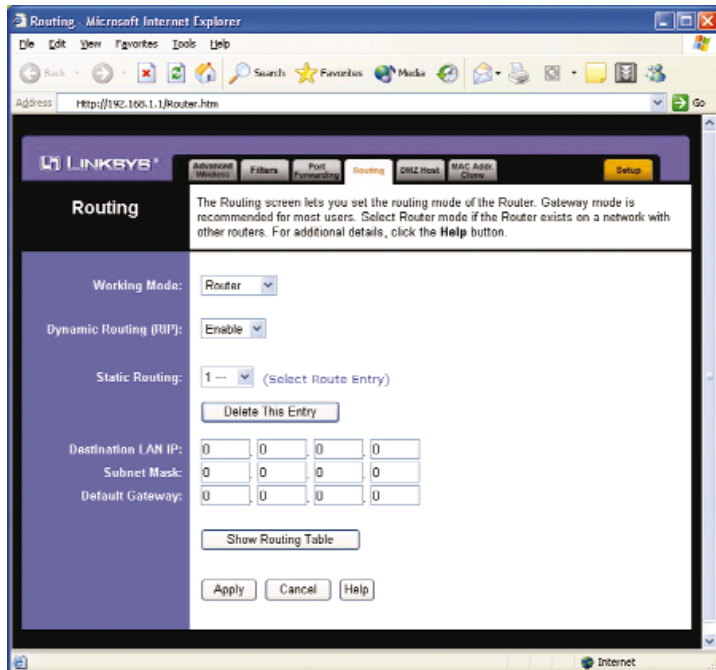 Routing - Microsoft Internet Explorer
File Edit View Favorites Tools Help
Back Search Favorites Media
Address Http://192.168.1.1/Router.htm Go
LINKSYS®
Advanced Wireless Filters Port Forwarding Routing DMZ Host MAC Addr. Clone Setup
Routing
The Routing screen lets you set the routing mode of the Router. Gateway mode is
recommended for most users. Select Router mode if the Router exists on a network with
other routers. For additional details, click the Help button.
Working Mode: Router
Dynamic Routing (RIP): Enable
Static Routing: 1 --- (Select Route Entry)
Delete This Entry
Destination LAN IP: 0 . 0 . 0 . 0
Subnet Mask: 0 . 0 . 0 . 0
Default Gateway: 0 . 0 . 0 . 0
Show Routing Table
Apply Cancel Help
Internet